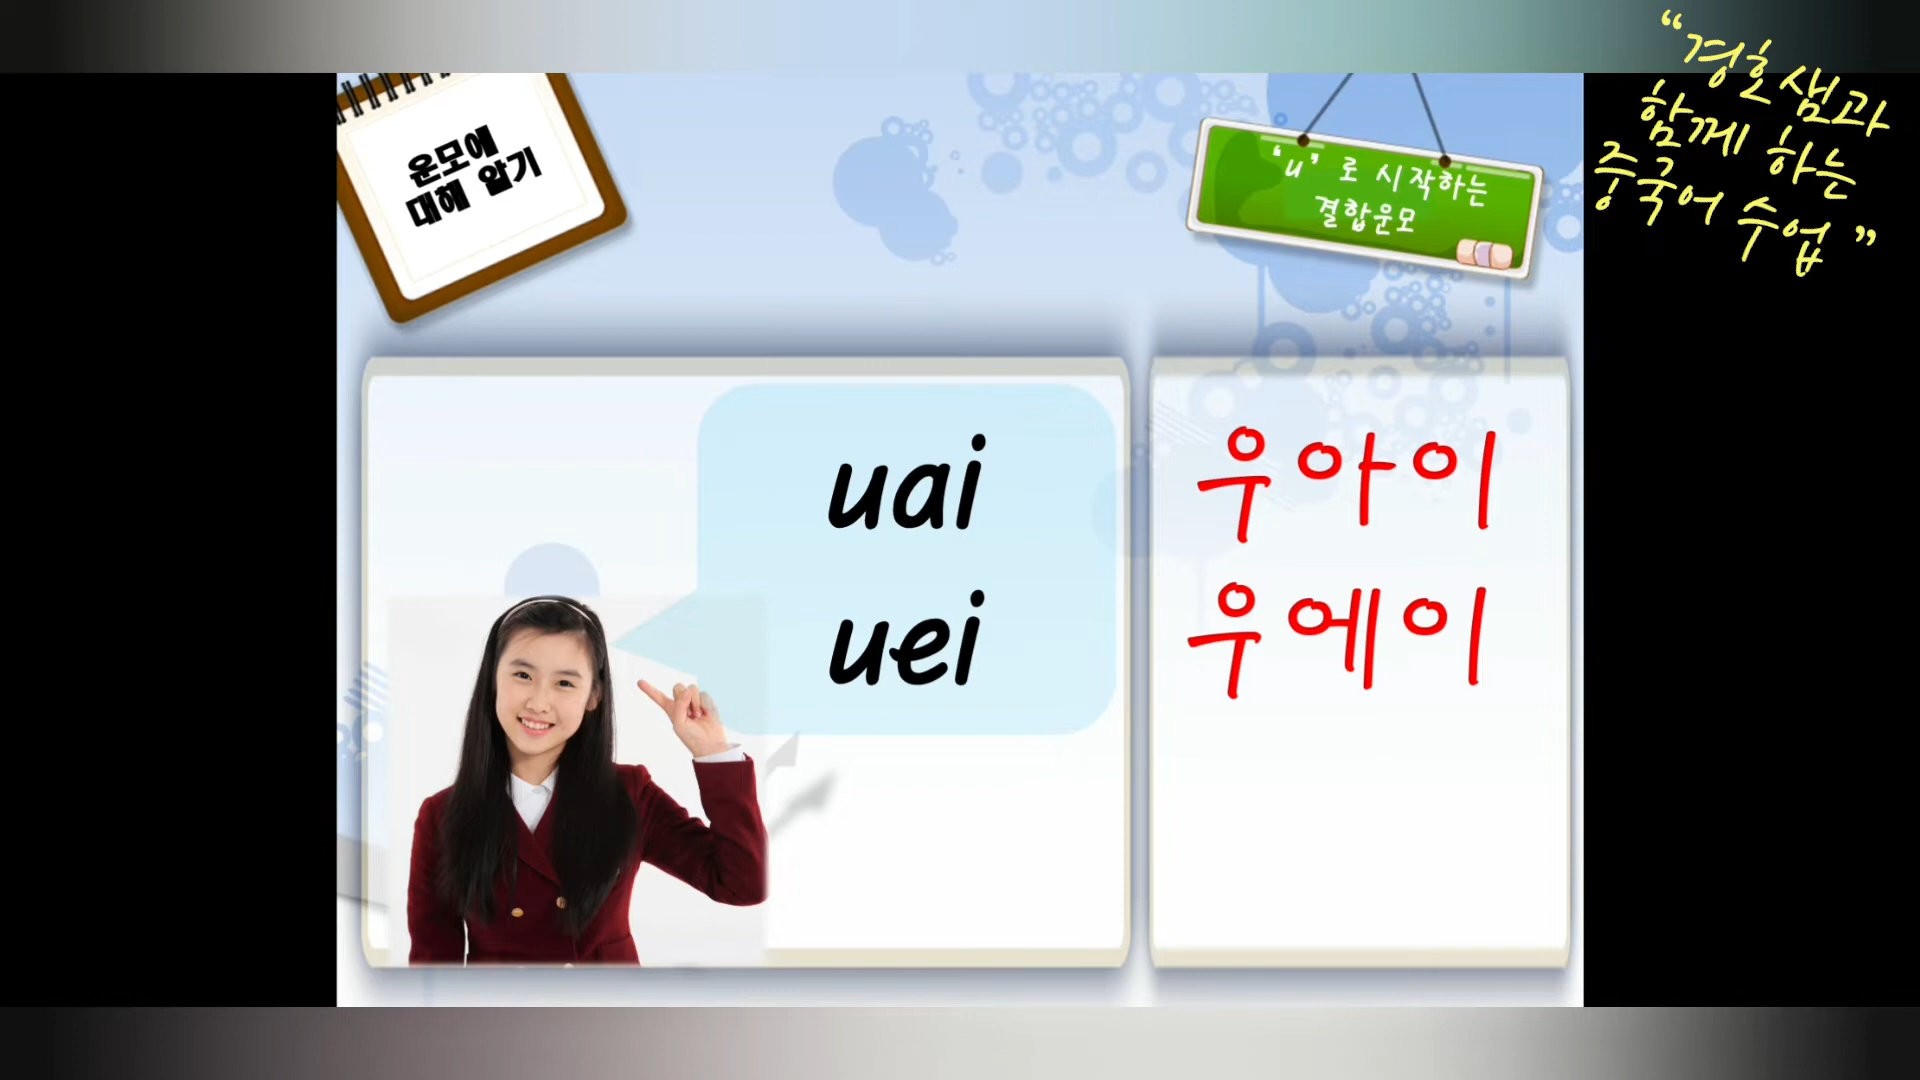 운모에
대해 알기
‘u’ 로 시작하는
결합운모
“경호샘과
함께 하는
중국어 수업”
uai
우아이
uei
우에이